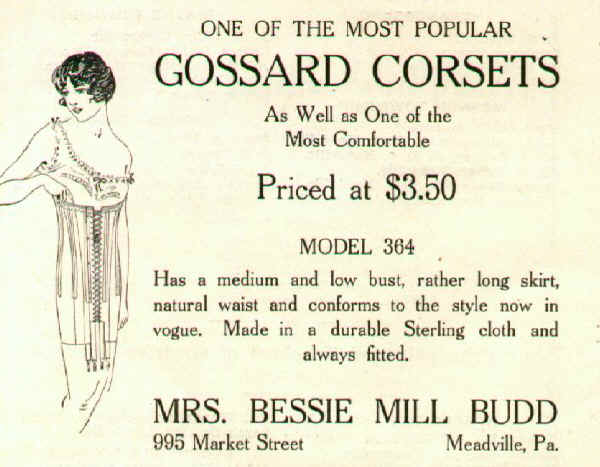 ONE OF THE MOST POPULAR
GOSSARD CORSETS
As Well as One of the
Most Comfortable
Priced at $3.50
MODEL 364
Has a medium and low bust, rather long skirt,
natural waist and conforms to the style now in
vogue. Made in a durable Sterling cloth and
always fitted.
MRS. BESSIE MILL BUDD
995 Market Street Meadville, Pa.